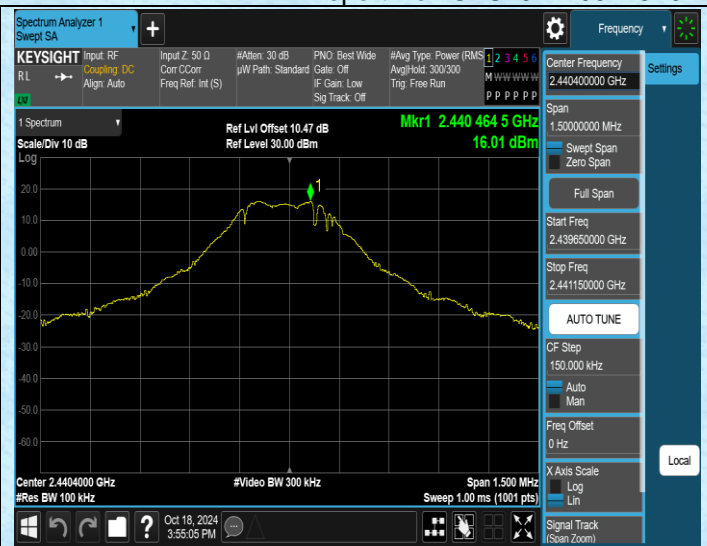 Spectrum Analyzer 1
Swept SA
+
Frequency
KEYSIGHT
RL
LXI
Input: RF
Coupling: DC
Align: Auto
Input Z: 50 Ω
Corr CCorr
Freq Ref: Int (S)
#Atten: 30 dB
µW Path: Standard
PNO: Best Wide
Gate: Off
IF Gain: Low
Sig Track: Off
#Avg Type: Power (RMS
Avg|Hold: 300/300
Trig: Free Run
1 2 3 4 5 6
M W W W W W
P P P P P P
1 Spectrum
Scale/Div 10 dB
Log
Ref Lvl Offset 10.47 dB
Ref Level 30.00 dBm
Mkr1 2.440 464 5 GHz
16.01 dBm
1
20.0
10.0
0.00
-10.0
-20.0
-30.0
-40.0
-50.0
-60.0
Center 2.4404000 GHz
#Res BW 100 kHz
#Video BW 300 kHz
Span 1.500 MHz
Sweep 1.00 ms (1001 pts)
?
Oct 18, 2024
3:55:05 PM
Center Frequency
2.440400000 GHz
Span
1.50000000 MHz
Swept Span
Zero Span
Full Span
Start Freq
2.439650000 GHz
Stop Freq
2.441150000 GHz
AUTO TUNE
CF Step
150.000 kHz
Auto
Man
Freq Offset
0 Hz
X Axis Scale
Log
Lin
Signal Track
(Span Zoom)
Settings
Local